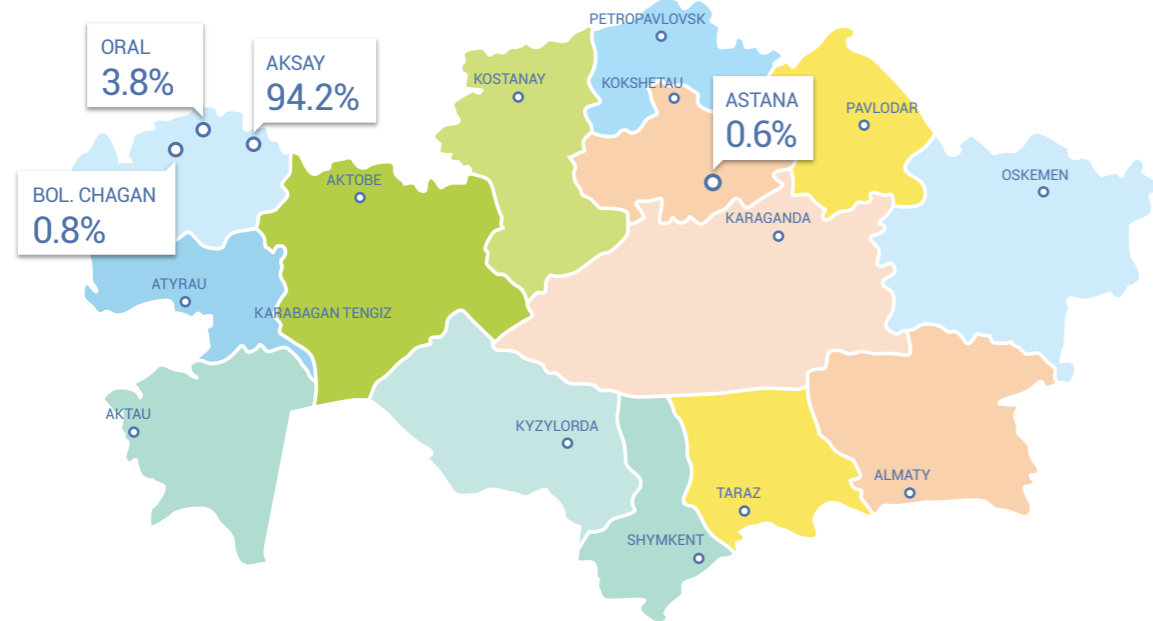 PETROPAVLOVSK
ORAL
3.8%
AKSAY
94.2%
KOSTANAY
KOKSHETAU
ASTANA
0.6%
PAVLODAR
BOL. CHAGAN
0.8%
AKTOBE
OSKEMEN
KARAGANDA
ATYRAU
KARABAGAN TENGIZ
AKTAU
KYZYLORDA
TARAZ
ALMATY
SHYMKENT